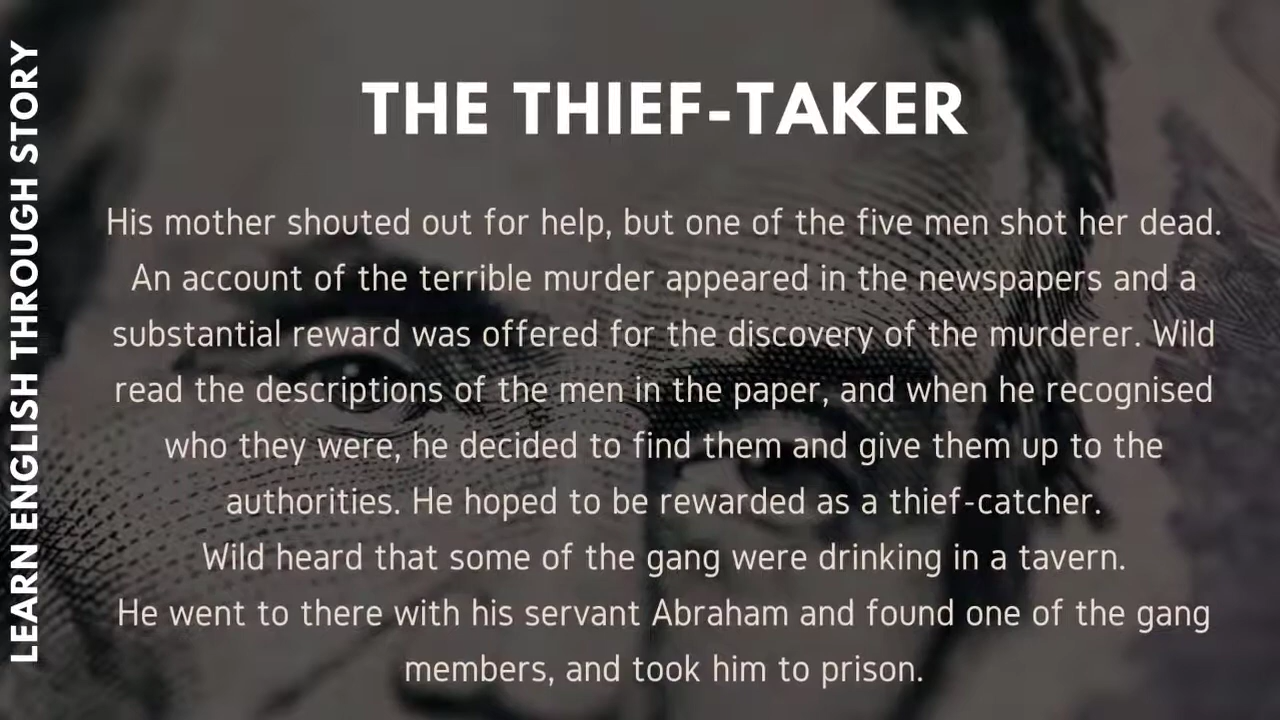 LEARN ENGLISH THROUGH STORY
THE THIEF-TAKER
His mother shouted out for help, but one of the five men shot her dead.
An account of the terrible murder appeared in the newspapers and a
substantial reward was offered for the discovery of the murderer. Wild
read the descriptions of the men in the paper, and when he recognised
who they were, he decided to find them and give them up to the
authorities. He hoped to be rewarded as a thief-catcher.
Wild heard that some of the gang were drinking in a tavern.
He went to there with his servant Abraham and found one of the gang
members, and took him to prison.